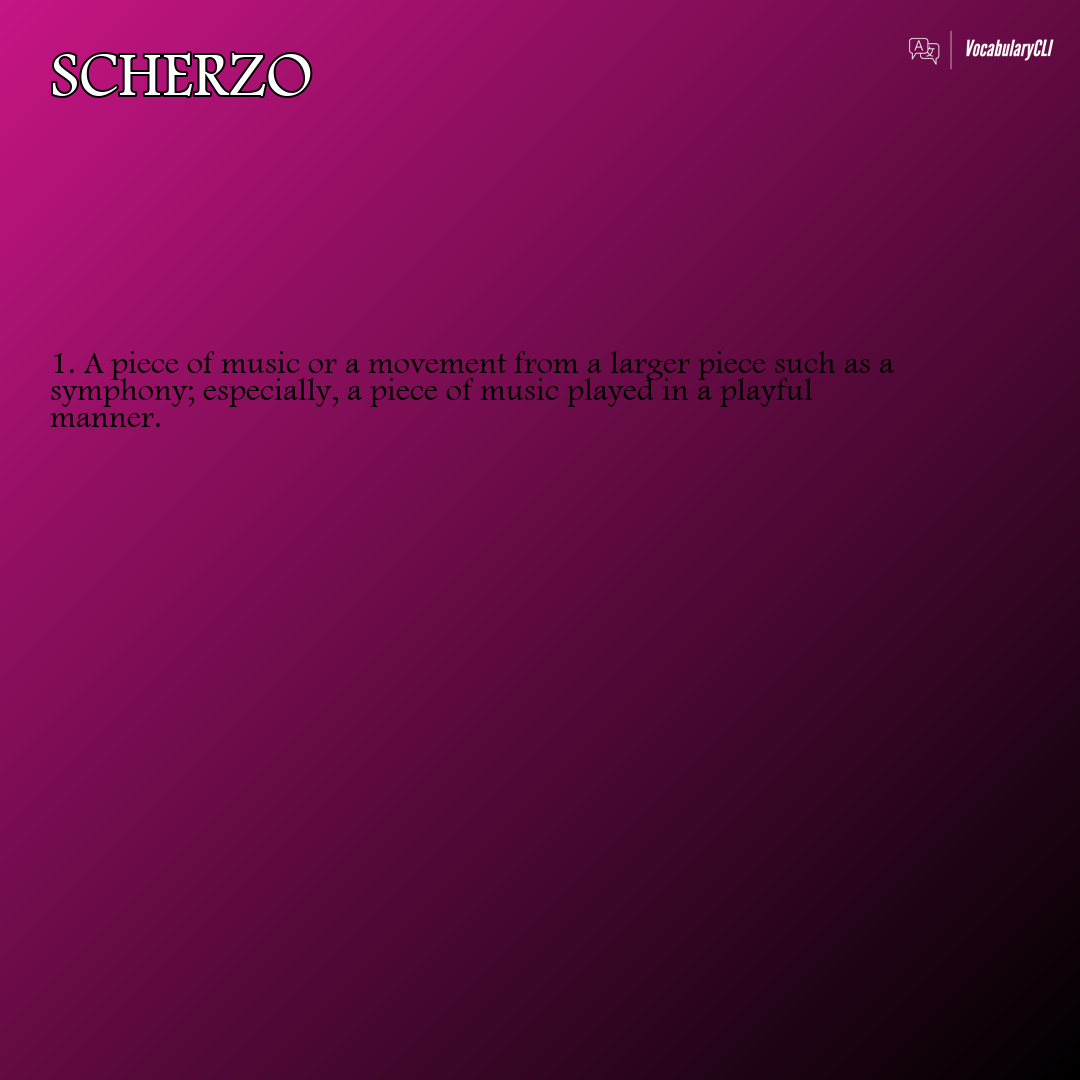 SCHERZO
VocabularyCLI
1. A piece of music or a movement from a larger piece such as a
symphony; especially, a piece of music played in a playful
manner.